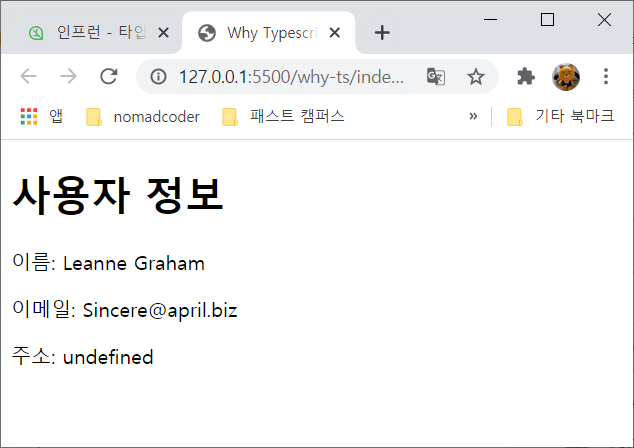 인프런 - 타입
Why Typescri
127.0.0.1:5500/why-ts/inde...
앱
nomadcoder
패스트 캠퍼스
»
기타 북마크
사용자 정보
이름: Leanne Graham
이메일: Sincere@april.biz
주소: undefined